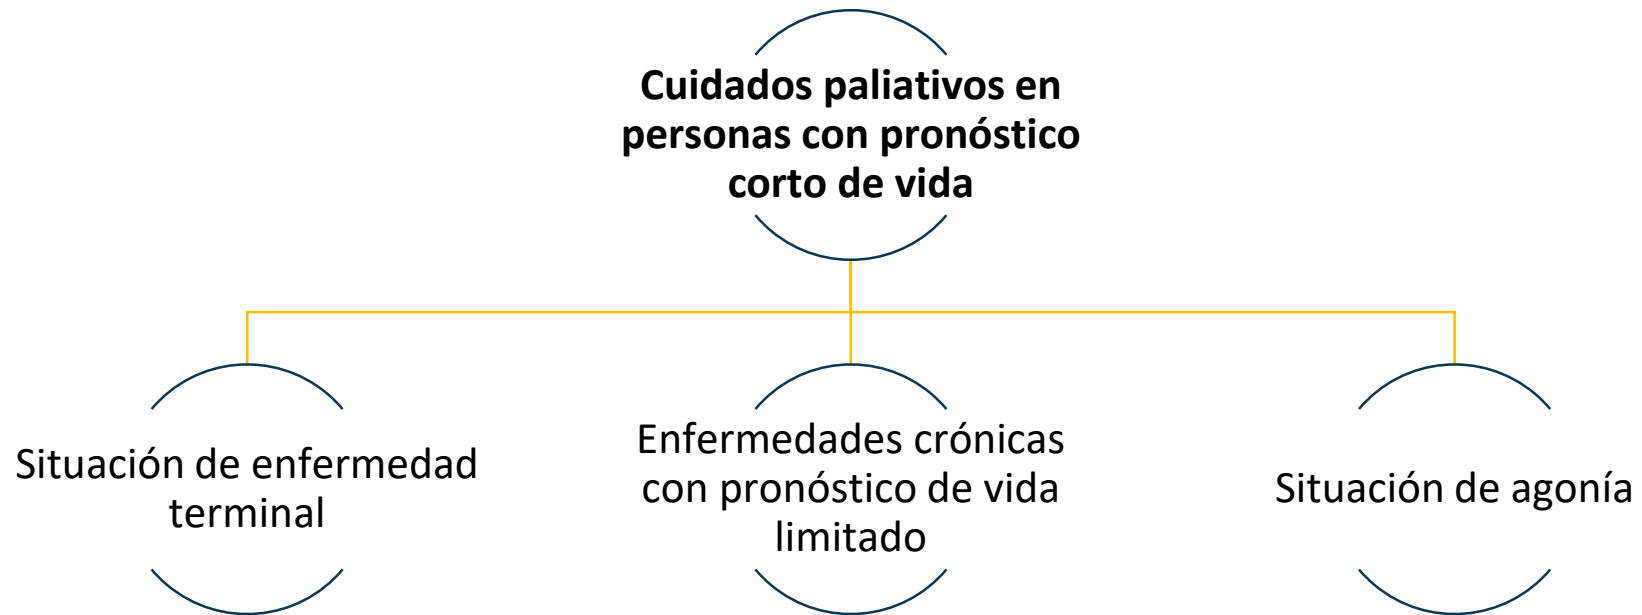 Cuidados paliativos en
personas con pronóstico
corto de vida
Situación de enfermedad
terminal
Enfermedades crónicas
con pronóstico de vida
limitado
Situación de agonía